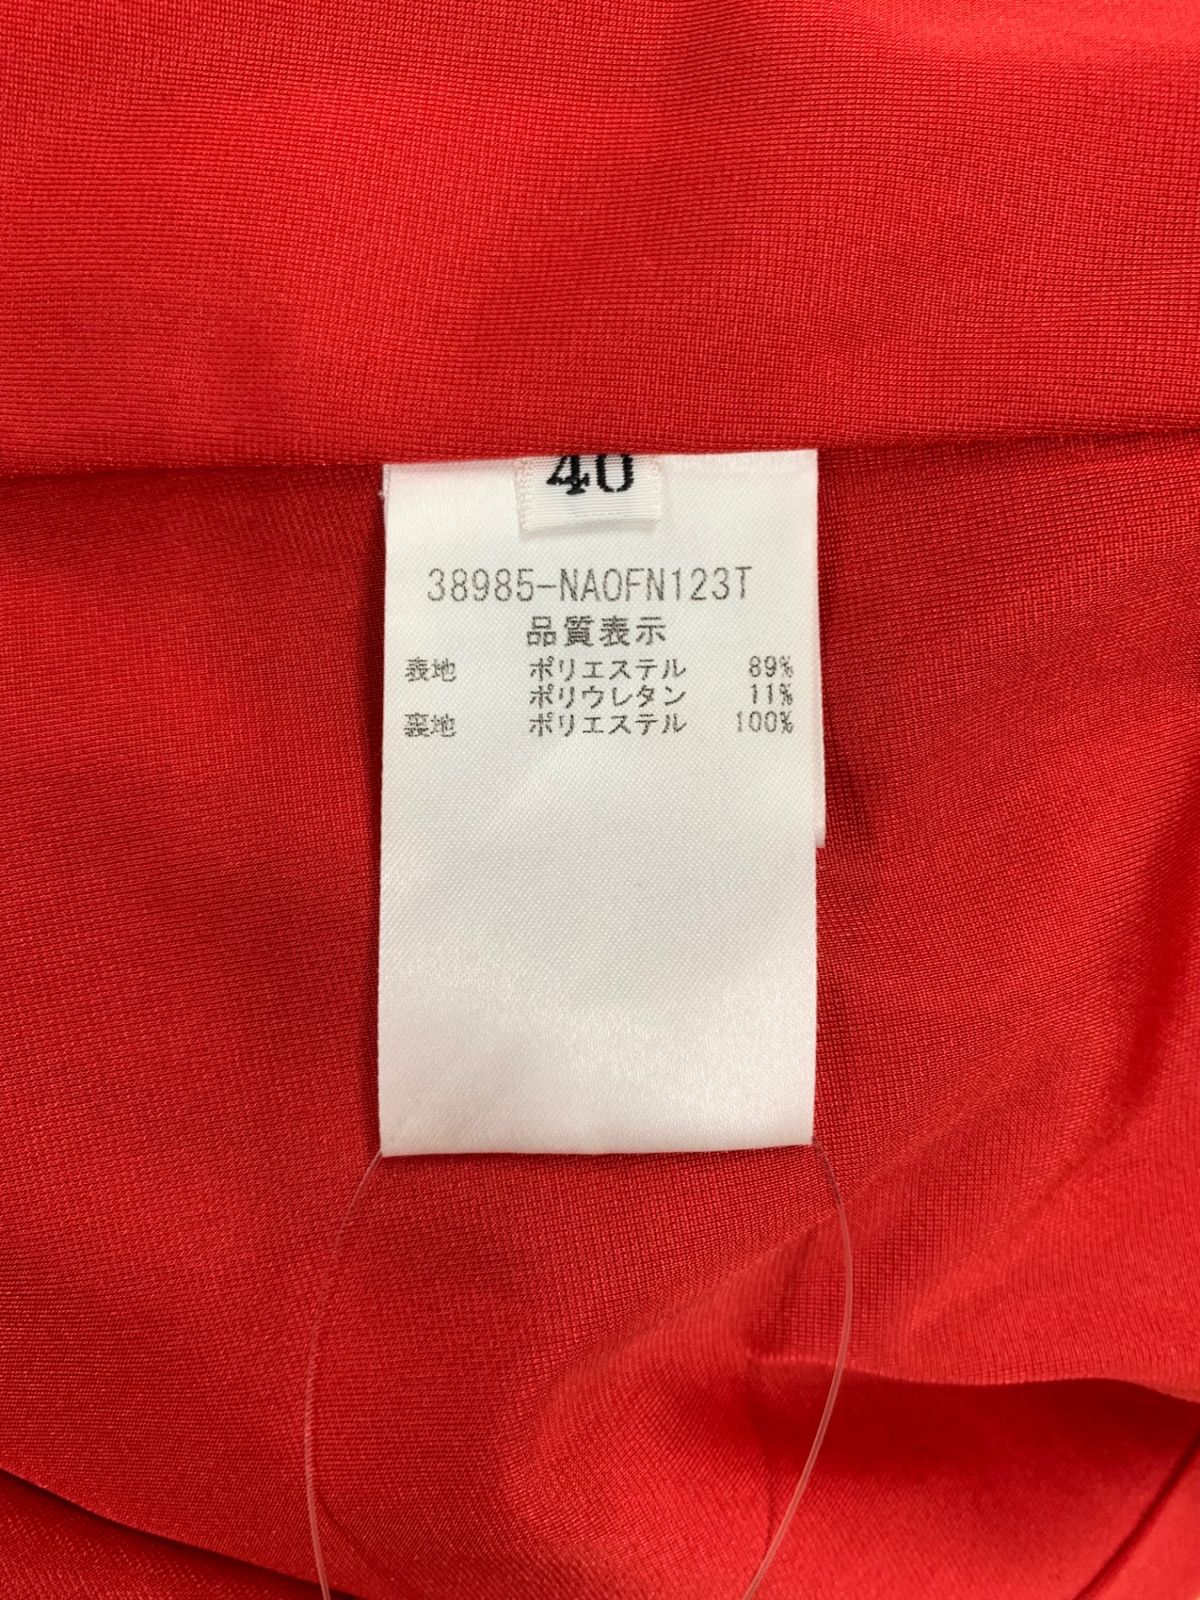 40
38985-NAOFN123T
品質表示
表地 ポリエステル 89%
ポリウレタン 11%
裏地 ポリエステル 100%